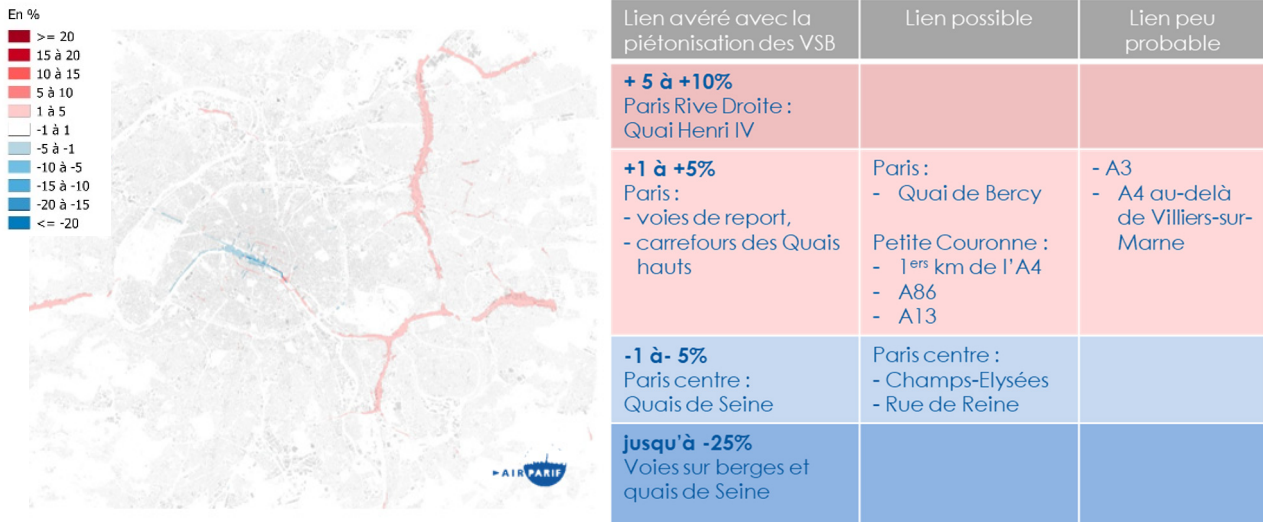 En %
>= 20
15 à 20
10 à 15
5 à 10
1 à 5
-1 à 1
-5 à -1
-10 à -5
-15 à -10
-20 à -15
<= -20
AIRPARIF
Lien avéré avec la
piétonisation des VSB
Lien possible
Lien peu
probable
+ 5 à +10%
Paris Rive Droite :
Quai Henri IV
+1 à +5%
Paris :
- voies de report,
- carrefours des Quais
hauts
Paris :
- Quai de Bercy
Petite Couronne :
- 1ers km de l'A4
- A86
- A13
- A3
- A4 au-delà
de Villiers-sur-
Marne
-1 à- 5%
Paris centre :
Quais de Seine
Paris centre :
- Champs-Elysées
- Rue de Reine
jusqu'à -25%
Voies sur berges et
quais de Seine